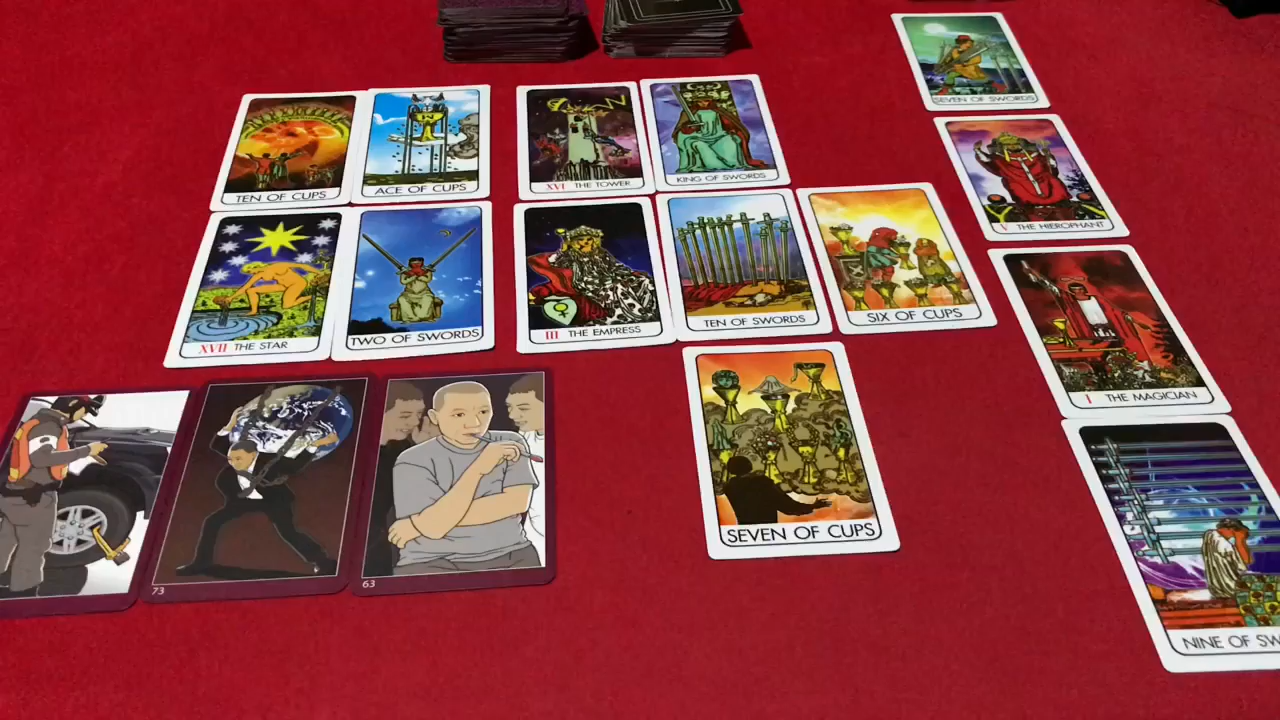 SEVEN OF SWORDS
TEN OF CUPS
ACE OF CUPS
XVI THE TOWER
KING OF SWORDS
V THE HIEROPHANT
XVII THE STAR
TWO OF SWORDS
III THE EMPRESS
TEN OF SWORDS
SIX OF CUPS
I THE MAGICIAN
73
63
SEVEN OF CUPS
NINE OF SW